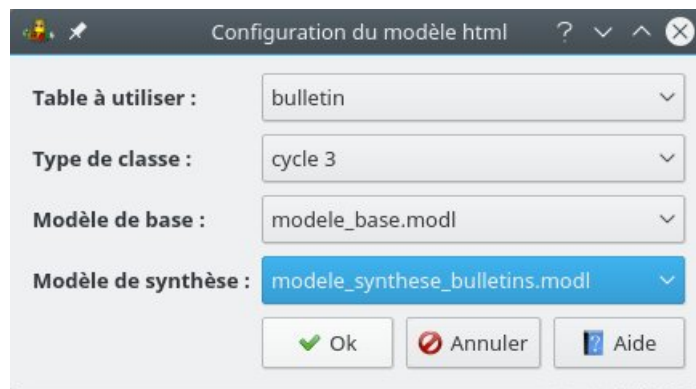 Configuration du modèle html
Table à utiliser : bulletin
Type de classe : cycle 3
Modèle de base : modele_base.modl
Modèle de synthèse : modele_synthese_bulletins.modl
Ok Annuler Aide